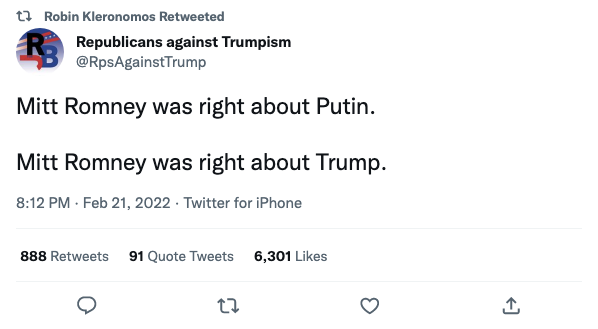 Robin Kleronomos Retweeted
Republicans against Trumpism
@RpsAgainstTrump
Mitt Romney was right about Putin.
Mitt Romney was right about Trump.
8:12 PM · Feb 21, 2022 · Twitter for iPhone
888 Retweets 91 Quote Tweets 6,301 Likes